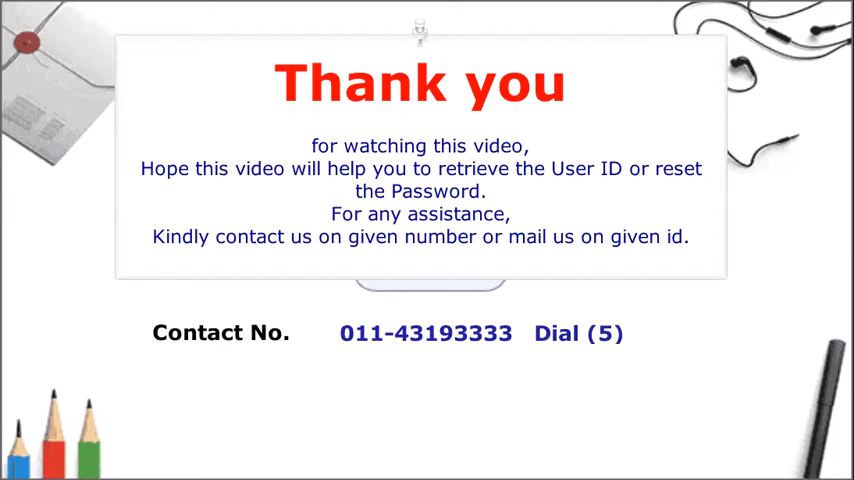 Thank you
for watching this video,
Hope this video will help you to retrieve the User ID or reset
the Password.
For any assistance,
Kindly contact us on given number or mail us on given id.
Contact No. 011-43193333 Dial (5)